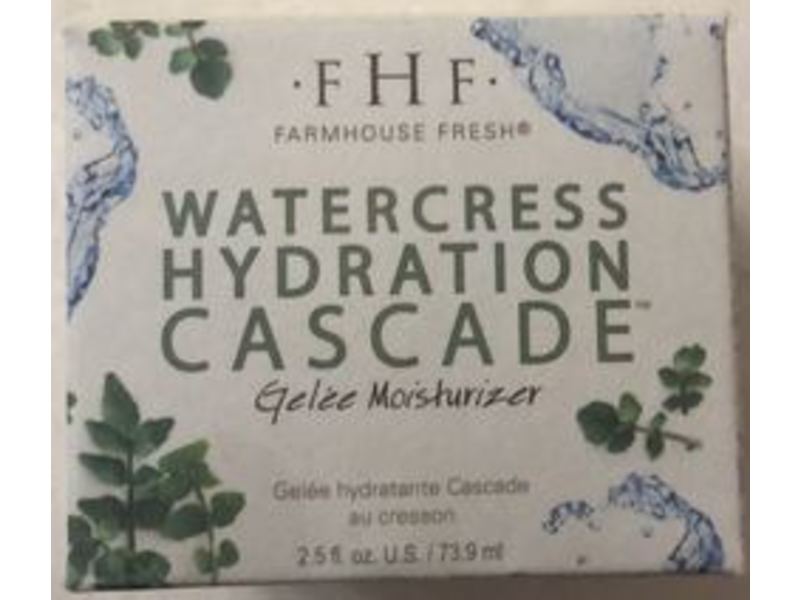 ·FHF·
FARMHOUSE FRESH®
WATERCRESS
HYDRATION
CASCADE™
Gelée Moisturizer
Gelée hydratante Cascade
au cresson
2.5 fl. oz. U.S. / 73.9 ml